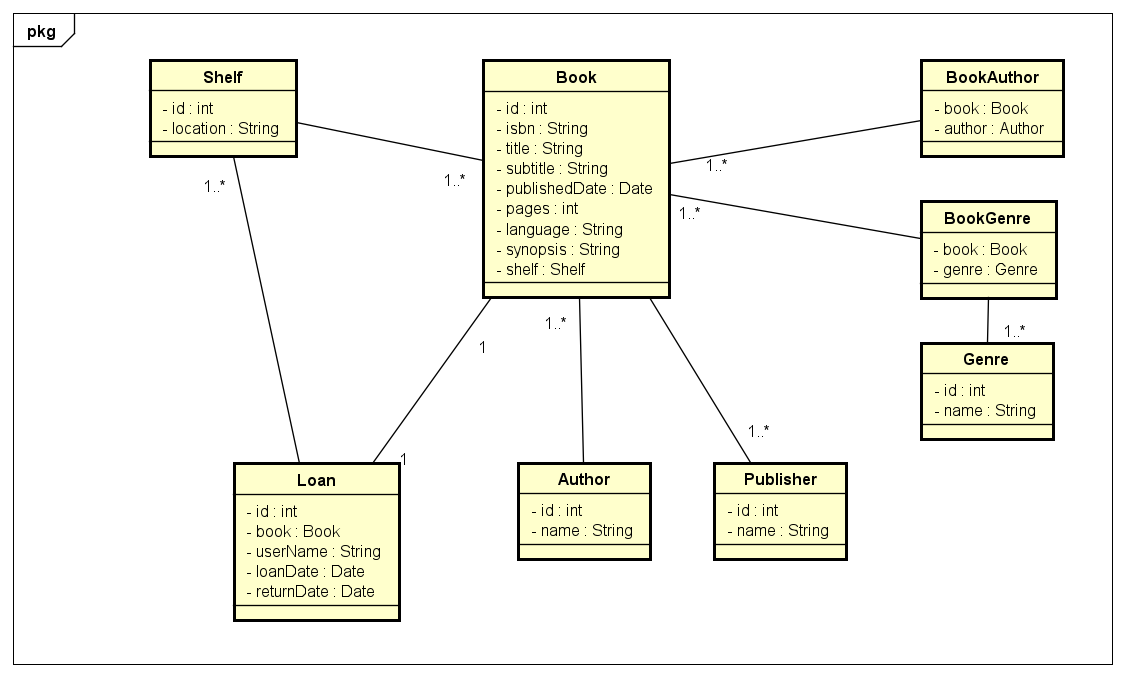 pkg
Shelf
- id : int
- location : String
Book
- id : int
- isbn : String
- title : String
- subtitle : String
- publishedDate : Date
- pages : int
- language : String
- synopsis : String
- shelf : Shelf
BookAuthor
- book : Book
- author : Author
1..*
1..*
1..*
1..*
BookGenre
- book : Book
- genre : Genre
1..*
1
1..*
Genre
- id : int
- name : String
1..*
1
Loan
- id : int
- book : Book
- userName : String
- loanDate : Date
- returnDate : Date
Author
- id : int
- name : String
Publisher
- id : int
- name : String